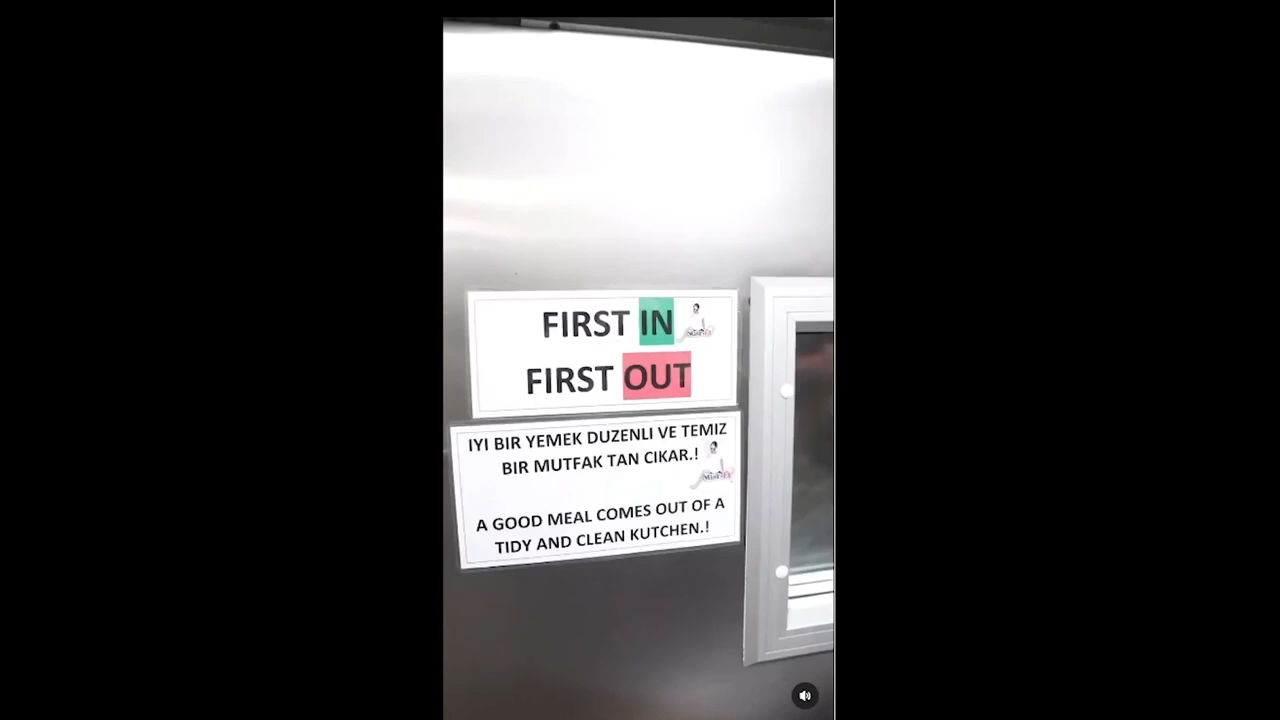 FIRST IN
FIRST OUT
IYI BIR YEMEK DUZENLI VE TEMIZ
BIR MUTFAK TAN CIKAR.!
A GOOD MEAL COMES OUT OF A
TIDY AND CLEAN KUTCHEN.!